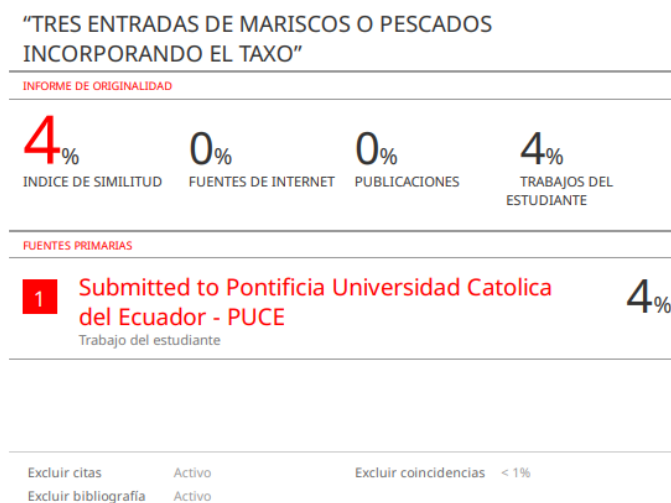 “TRES ENTRADAS DE MARISCOS O PESCADOS
INCORPORANDO EL TAXO”
INFORME DE ORIGINALIDAD
4% 0% 0% 4%
INDICE DE SIMILITUD FUENTES DE INTERNET PUBLICACIONES TRABAJOS DEL
ESTUDIANTE
FUENTES PRIMARIAS
1 Submitted to Pontificia Universidad Catolica 4%
del Ecuador - PUCE
Trabajo del estudiante
Excluir citas Activo Excluir coincidencias < 1%
Excluir bibliografía Activo